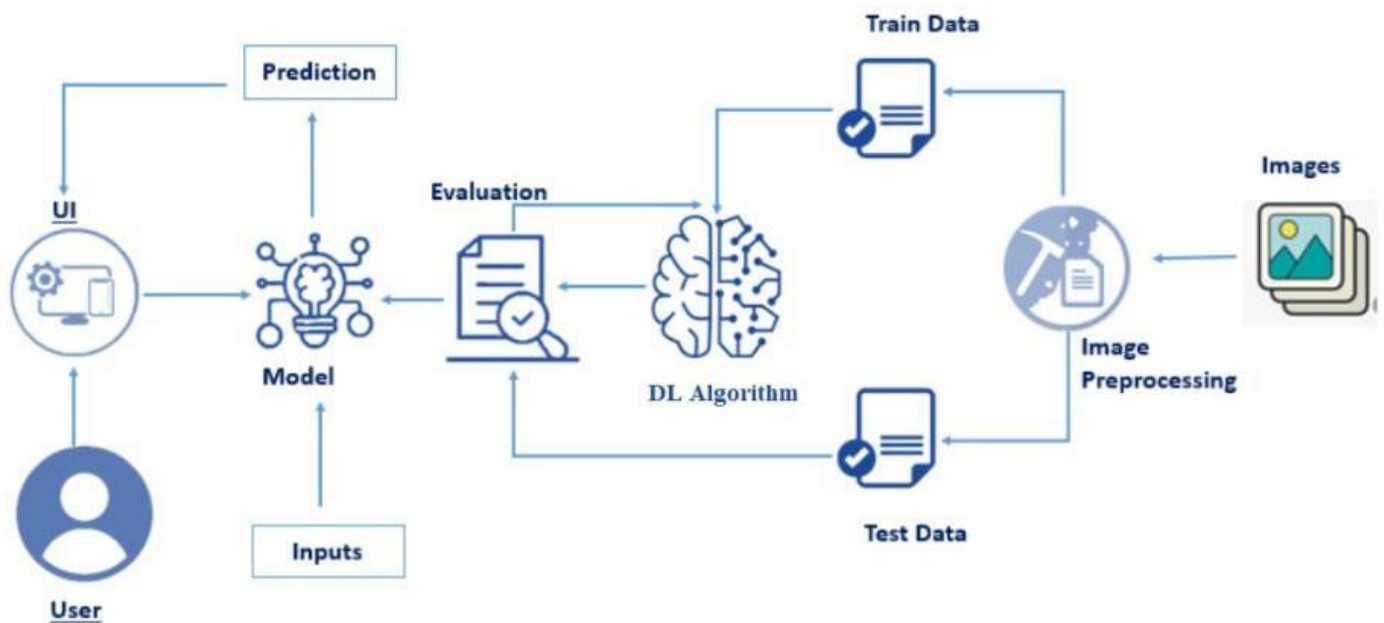 Train Data
Prediction
Images
Evaluation
UI
Image
Preprocessing
Model
DL Algorithm
Test Data
Inputs
User